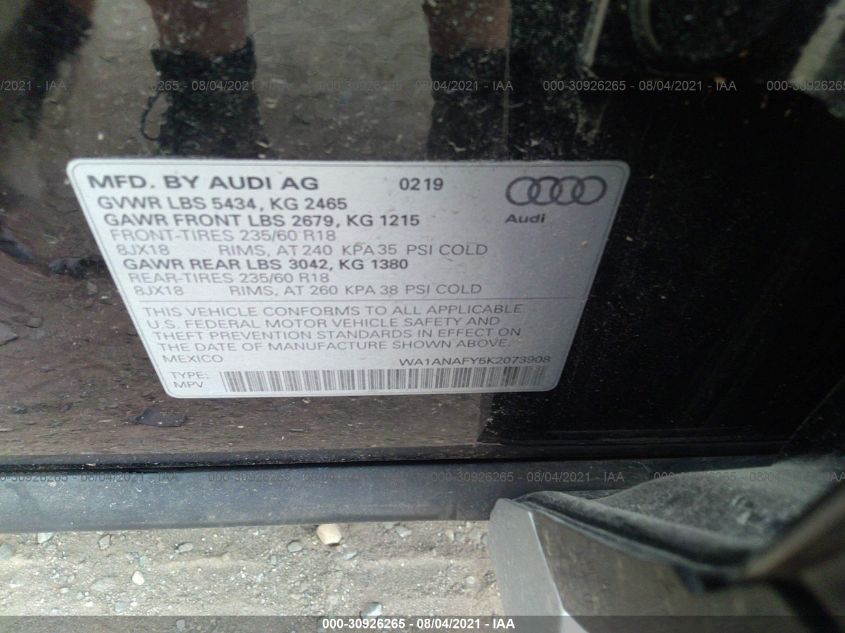 000-30926265 - 08/04/2021 - IAA
MFD. BY AUDI AG 0219
GVWR LBS 5434, KG 2465
Audi
GAWR FRONT LBS 2679, KG 1215
FRONT-TIRES 235/60 R18
8JX18 RIMS, AT 240 KPA 35 PSI COLD
GAWR REAR LBS 3042, KG 1380
REAR-TIRES 235/60 R18
8JX18 RIMS, AT 260 KPA 38 PSI COLD
THIS VEHICLE CONFORMS TO ALL APPLICABLE
U.S. FEDERAL MOTOR VEHICLE SAFETY AND
THEFT PREVENTION STANDARDS IN EFFECT ON
THE DATE OF MANUFACTURE SHOWN ABOVE.
MEXICO WA1ANAFY5K2073908
TYPE:
MPV
000-30926265 - 08/04/2021 - IAA
000-30926265 - 08/04/2021 - IAA